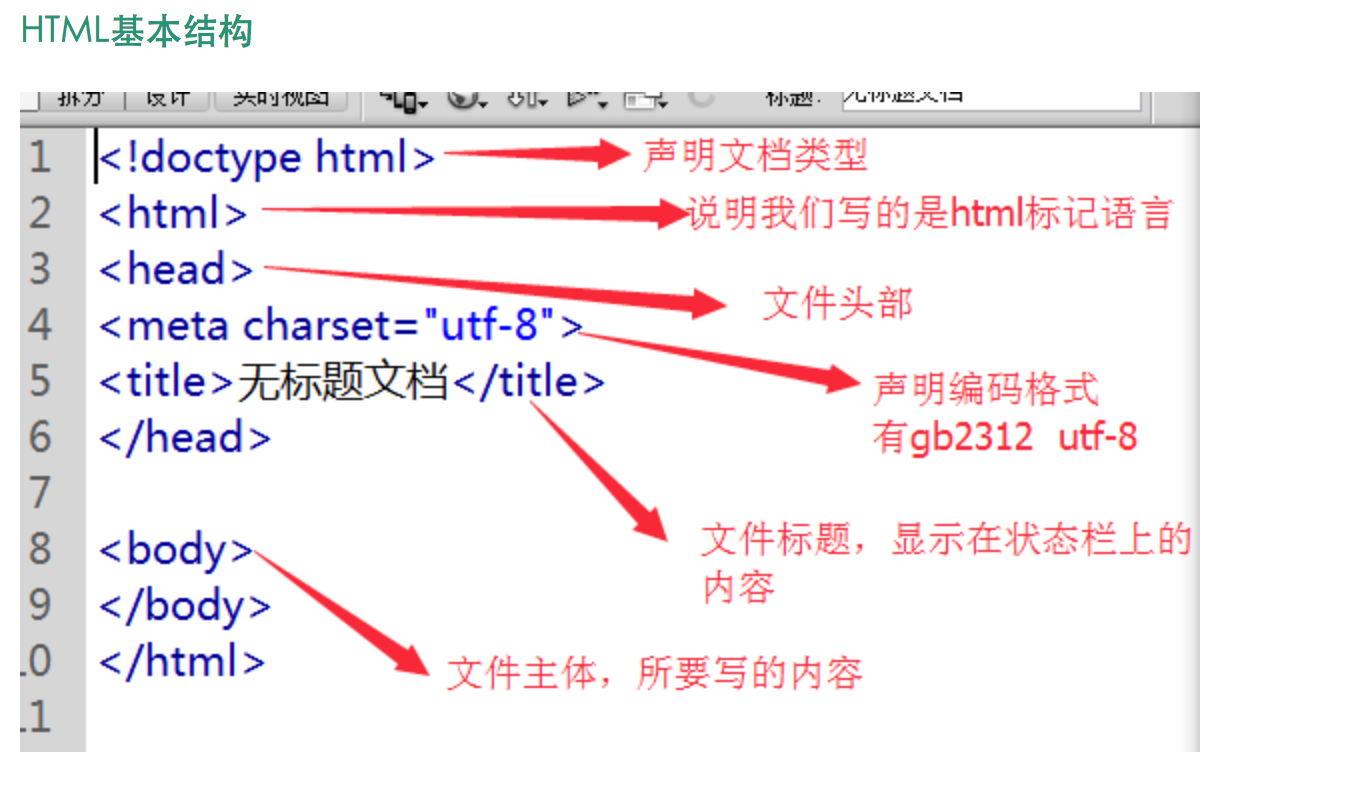 HTML基本结构
拆分 设计 实时视图 标题: 无标题文档
1 <!doctype html> 声明文档类型
2 <html> 说明我们写的是html标记语言
3 <head>
文件头部
4 <meta charset="utf-8">
5 <title>无标题文档</title>
声明编码格式
6 </head>
有gb2312 utf-8
7
8 <body>
文件标题，显示在状态栏上的
内容
9 </body>
10 </html>
文件主体，所要写的内容
11